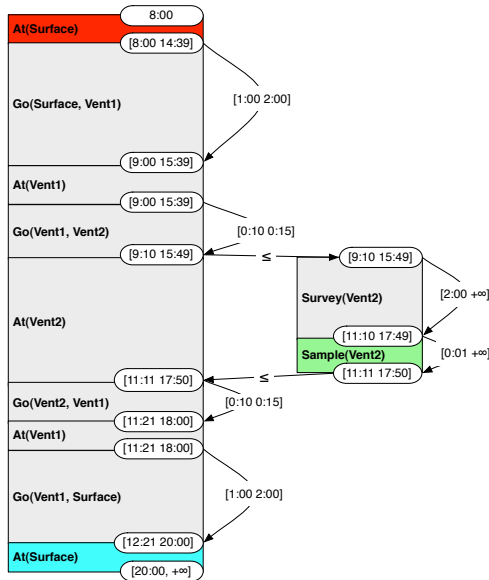 8:00
At(Surface)
[8:00 14:39]
[1:00 2:00]
Go(Surface, Vent1)
[9:00 15:39]
At(Vent1)
[9:00 15:39]
Go(Vent1, Vent2)
[0:10 0:15]
[9:10 15:49]
≤
[9:10 15:49]
Survey(Vent2)
[2:00 +∞]
At(Vent2)
[11:10 17:49]
Sample(Vent2)
[0:01 +∞]
[11:11 17:50]
≤
[11:11 17:50]
Go(Vent2, Vent1)
[0:10 0:15]
[11:21 18:00]
At(Vent1)
[11:21 18:00]
Go(Vent1, Surface)
[1:00 2:00]
[12:21 20:00]
At(Surface)
[20:00, +∞]